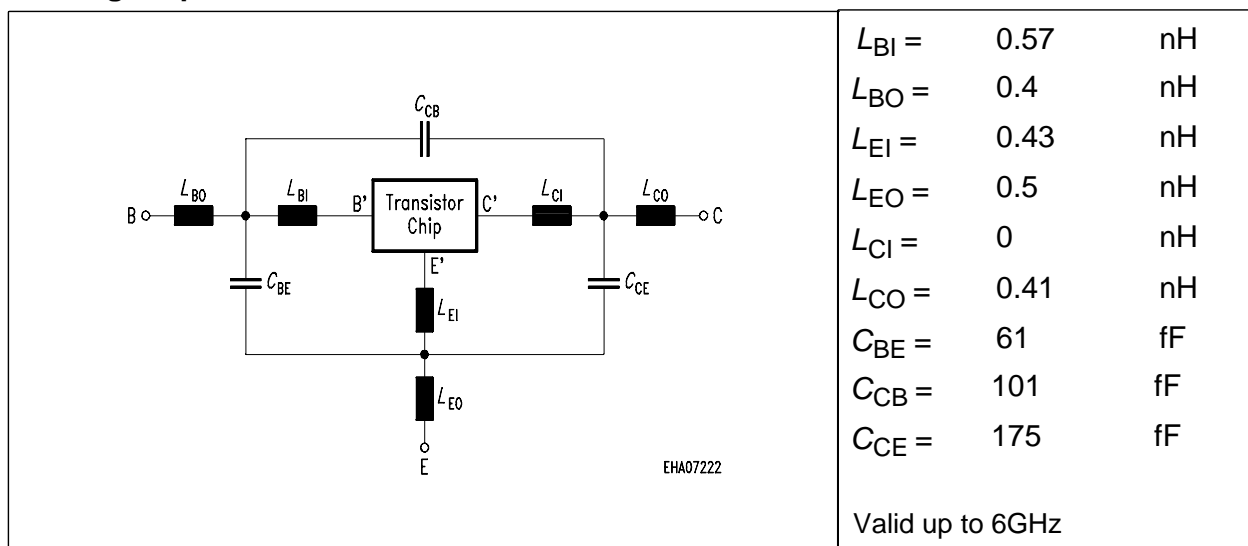 C_CB
L_BO
L_BI
B'
Transistor
Chip
C'
L_CI
L_CO
B
C
E'
C_BE
L_EI
C_CE
L_EO
E
EHA07222
L_BI = 0.57 nH
L_BO = 0.4 nH
L_EI = 0.43 nH
L_EO = 0.5 nH
L_CI = 0 nH
L_CO = 0.41 nH
C_BE = 61 fF
C_CB = 101 fF
C_CE = 175 fF
Valid up to 6GHz